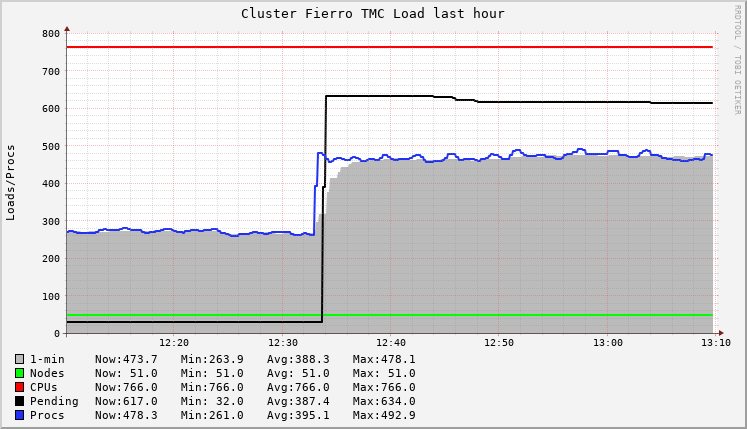 Cluster Fierro TMC Load last hour
RRDTOOL / TOBI OETIKER
Loads/Procs
800
700
600
500
400
300
200
100
0
12:20 12:30 12:40 12:50 13:00 13:10
1-min Now:473.7 Min:263.9 Avg:388.3 Max:478.1
Nodes Now: 51.0 Min: 51.0 Avg: 51.0 Max: 51.0
CPUs Now:766.0 Min:766.0 Avg:766.0 Max:766.0
Pending Now:617.0 Min: 32.0 Avg:387.4 Max:634.0
Procs Now:478.3 Min:261.0 Avg:395.1 Max:492.9